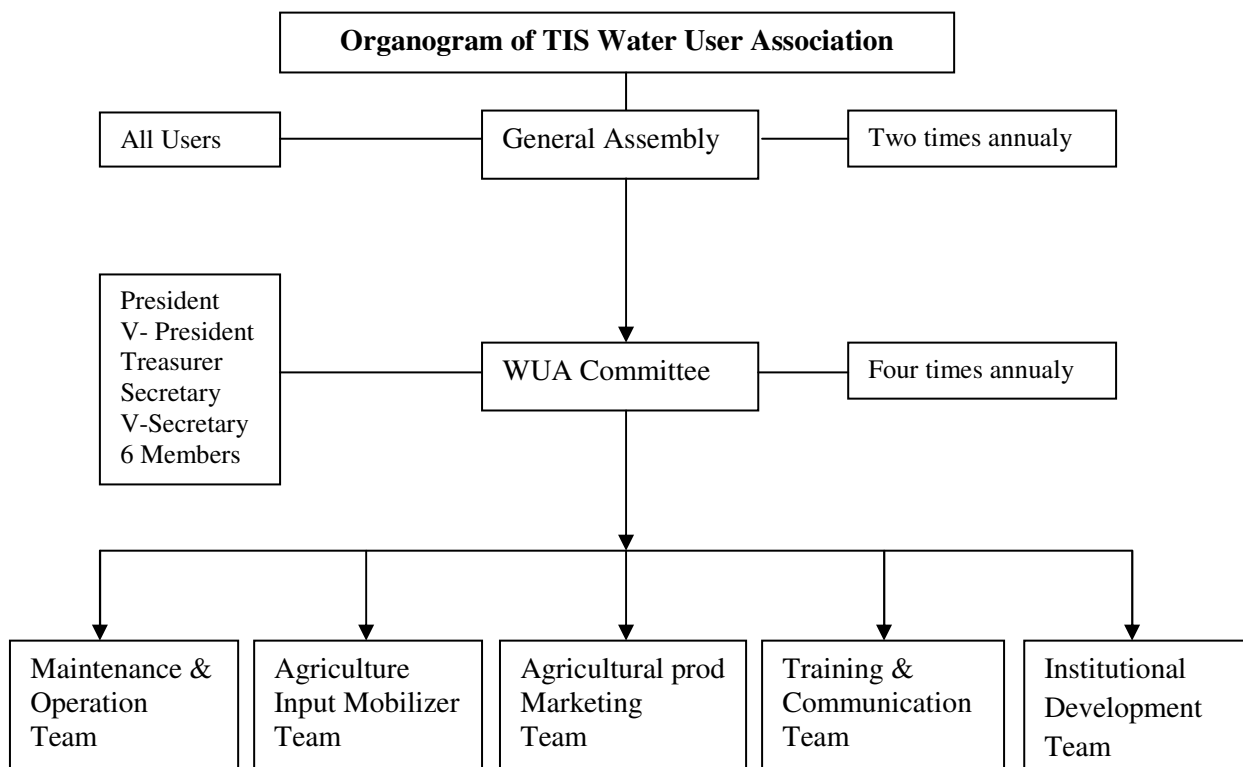 Organogram of TIS Water User Association
All Users
General Assembly
Two times annualy
President
V- President
Treasurer
Secretary
V-Secretary
6 Members
WUA Committee
Four times annualy
Maintenance &
Operation
Team
Agriculture
Input Mobilizer
Team
Agricultural prod
Marketing
Team
Training &
Communication
Team
Institutional
Development
Team